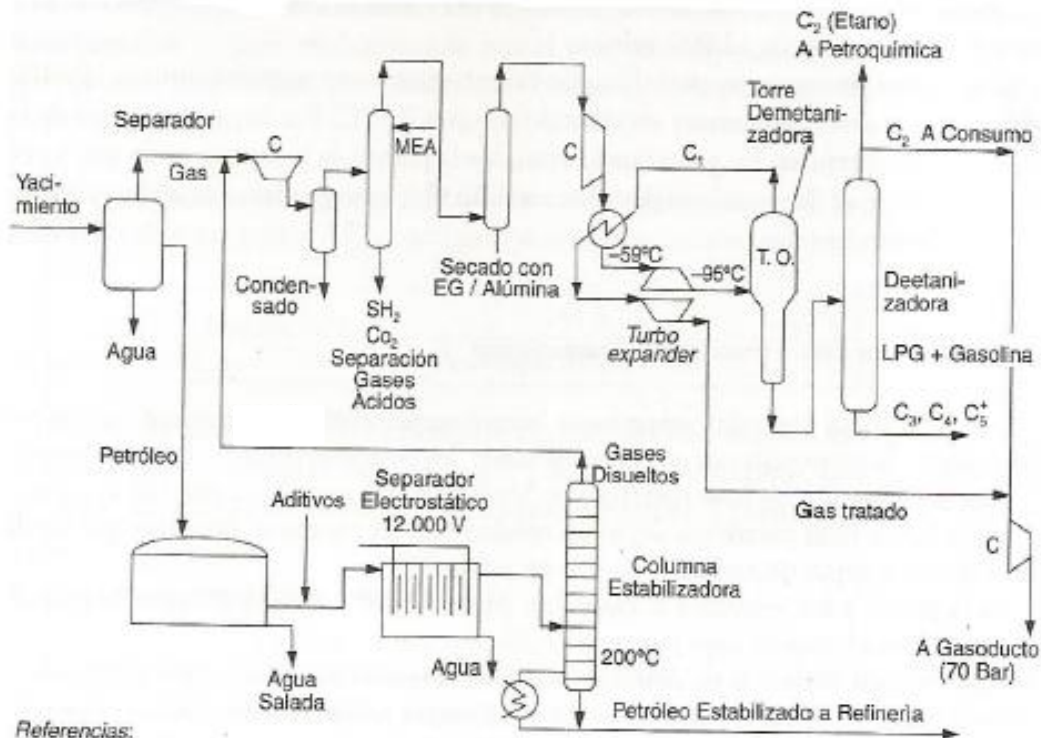 C₂ (Etano)
A Petroquímica
Torre
Demetani-
zadora
Separador
C₂ A Consumo
MEA
C
Gas
C
C₁
Yaci-
miento
-59ºC
-95ºC
T. O.
Secado con
EG / Alúmina
Conden-
sado
Deetani-
zadora
SH₂
Co₂
Separación
Gases
Ácidos
Agua
Turbo
expander
LPG + Gasolina
C₃, C₄, C₅⁺
Petróleo
Gases
Disueltos
Separador
Electrostático
12.000 V
Aditivos
Gas tratado
C
Columna
Estabilizadora
200ºC
Agua
Agua
Salada
A Gasoducto
(70 Bar)
Petróleo Estabilizado a Refinería
Referencias: